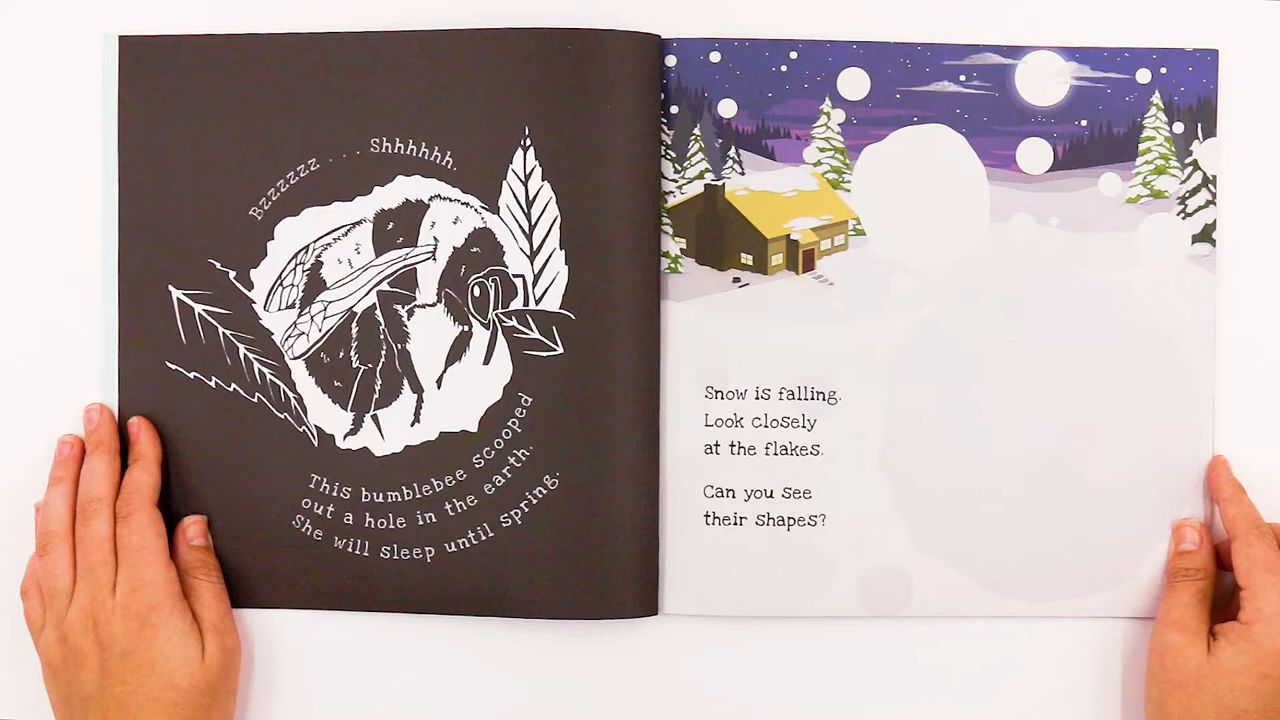 Bzzzzzz . . . . Shhhhhh.
This bumblebee scooped
out a hole in the earth.
She will sleep until spring.
Snow is falling.
Look closely
at the flakes.
Can you see
their shapes?